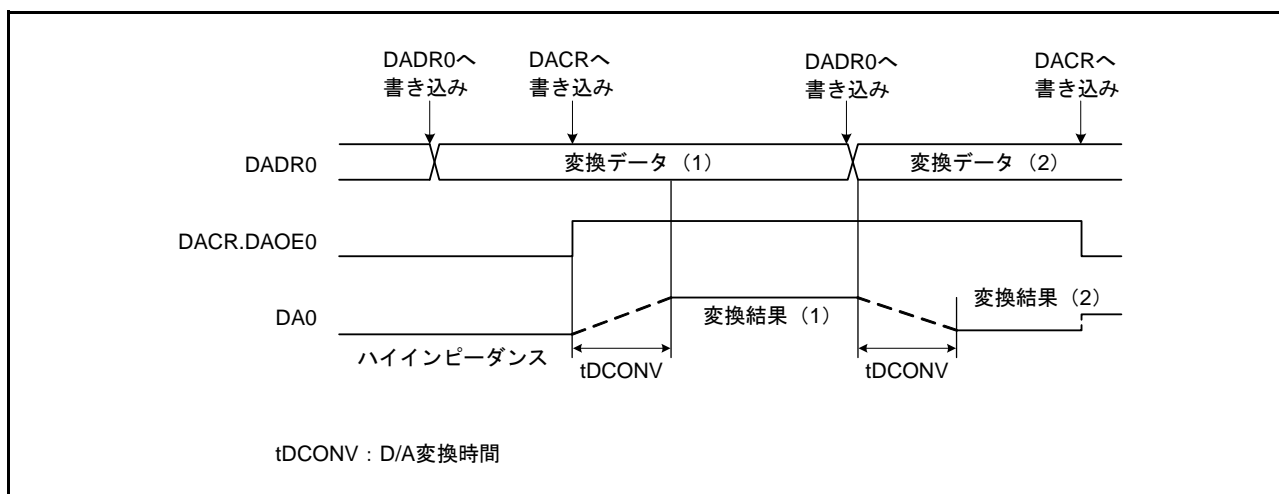 DADR0へ
書き込み
DACRへ
書き込み
DADR0へ
書き込み
DACRへ
書き込み
DADR0
変換データ（1）
変換データ（2）
DACR.DAOE0
DA0
変換結果（1）
変換結果（2）
ハイインピーダンス
tDCONV
tDCONV
tDCONV：D/A変換時間